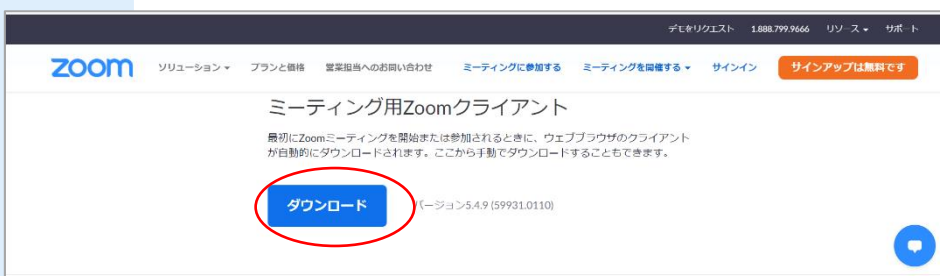 デモをリクエスト 1.888.799.9666 リソース サポート
zoom ソリューション プランと価格 営業担当へのお問い合わせ ミーティングに参加する ミーティングを開催する サインイン サインアップは無料です
ミーティング用Zoomクライアント
最初にZoomミーティングを開始または参加されるときに、ウェブブラウザのクライアント
が自動的にダウンロードされます。ここから手動でダウンロードすることもできます。
ダウンロード バージョン5.4.9 (59931.0110)